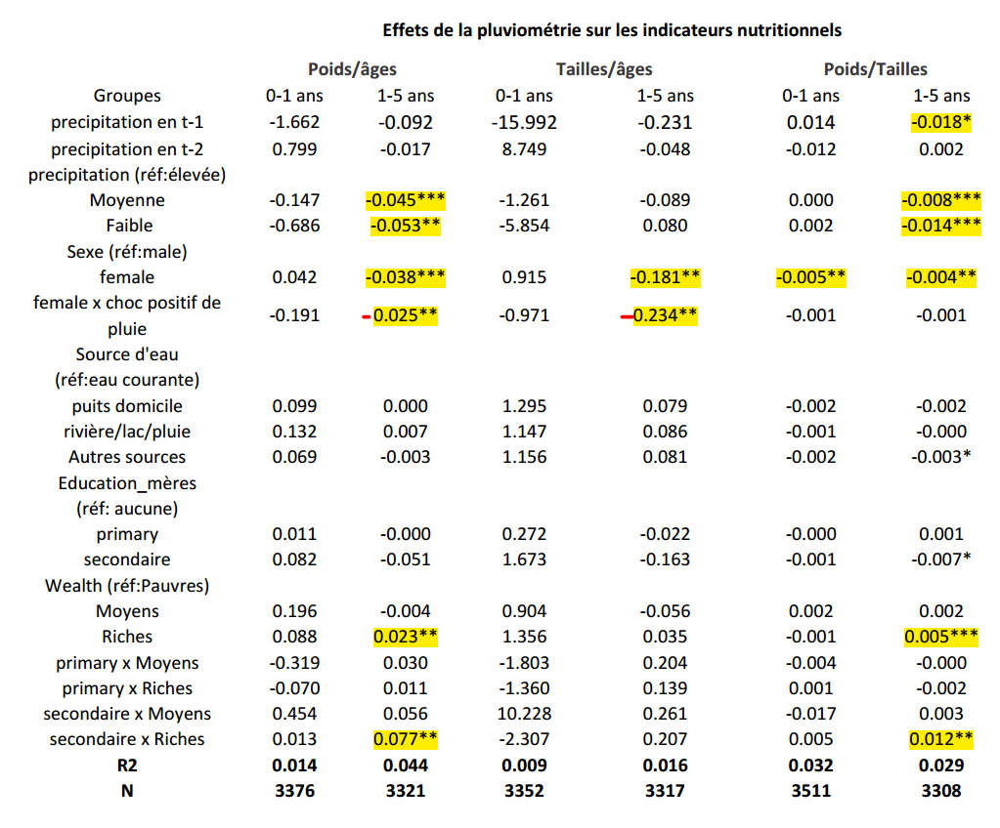 Effets de la pluviométrie sur les indicateurs nutritionnels
Poids/âges Tailles/âges Poids/Tailles
Groupes 0-1 ans 1-5 ans 0-1 ans 1-5 ans 0-1 ans 1-5 ans
precipitation en t-1 -1.662 -0.092 -15.992 -0.231 0.014 -0.018*
precipitation en t-2 0.799 -0.017 8.749 -0.048 -0.012 0.002
precipitation (réf:élevée)
Moyenne -0.147 -0.045*** -1.261 -0.089 0.000 -0.008***
Faible -0.686 -0.053** -5.854 0.080 0.002 -0.014***
Sexe (réf:male)
female 0.042 -0.038*** 0.915 -0.181** -0.005** -0.004**
female x choc positif de
pluie -0.191 -0.025** -0.971 -0.234** -0.001 -0.001
Source d'eau
(réf:eau courante)
puits domicile 0.099 0.000 1.295 0.079 -0.002 -0.002
rivière/lac/pluie 0.132 0.007 1.147 0.086 -0.001 -0.000
Autres sources 0.069 -0.003 1.156 0.081 -0.002 -0.003*
Education_mères
(réf: aucune)
primary 0.011 -0.000 0.272 -0.022 -0.000 0.001
secondaire 0.082 -0.051 1.673 -0.163 -0.001 -0.007*
Wealth (réf:Pauvres)
Moyens 0.196 -0.004 0.904 -0.056 0.002 0.002
Riches 0.088 0.023** 1.356 0.035 -0.001 0.005***
primary x Moyens -0.319 0.030 -1.803 0.204 -0.004 -0.000
primary x Riches -0.070 0.011 -1.360 0.139 0.001 -0.002
secondaire x Moyens 0.454 0.056 10.228 0.261 -0.017 0.003
secondaire x Riches 0.013 0.077** -2.307 0.207 0.005 0.012**
R2 0.014 0.044 0.009 0.016 0.032 0.029
N 3376 3321 3352 3317 3511 3308